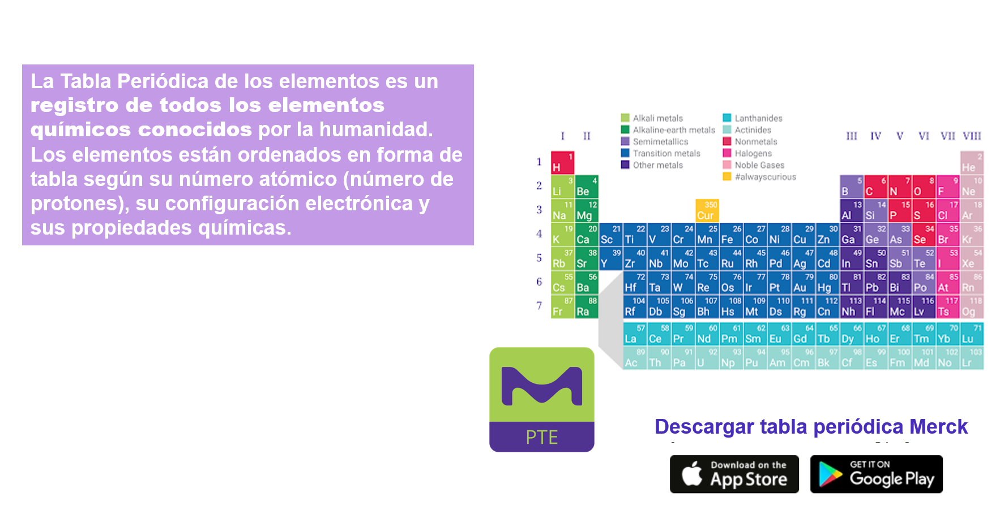 La Tabla Periódica de los elementos es un
registro de todos los elementos
químicos conocidos por la humanidad.
Los elementos están ordenados en forma de
tabla según su número atómico (número de
protones), su configuración electrónica y
sus propiedades químicas.
Alkali metals
Alkaline-earth metals
Semimetallics
Transition metals
Other metals
Lanthanides
Actinides
Nonmetals
Halogens
Noble Gases
#alwayscurious
I II III IV V VI VII VIII
1
1 2
H He
2
3 4 5 6 7 8 9 10
Li Be B C N O F Ne
3
11 12 350 13 14 15 16 17 18
Na Mg Cur Al Si P S Cl Ar
4
19 20 21 22 23 24 25 26 27 28 29 30 31 32 33 34 35 36
K Ca Sc Ti V Cr Mn Fe Co Ni Cu Zn Ga Ge As Se Br Kr
5
37 38 39 40 41 42 43 44 45 46 47 48 49 50 51 52 53 54
Rb Sr Y Zr Nb Mo Tc Ru Rh Pd Ag Cd In Sn Sb Te I Xe
6
55 56 72 73 74 75 76 77 78 79 80 81 82 83 84 85 86
Cs Ba Hf Ta W Re Os Ir Pt Au Hg Tl Pb Bi Po At Rn
7
87 88 104 105 106 107 108 109 110 111 112 113 114 115 116 117 118
Fr Ra Rf Db Sg Bh Hs Mt Ds Rg Cn Nh Fl Mc Lv Ts Og
57 58 59 60 61 62 63 64 65 66 67 68 69 70 71
La Ce Pr Nd Pm Sm Eu Gd Tb Dy Ho Er Tm Yb Lu
89 90 91 92 93 94 95 96 97 98 99 100 101 102 103
Ac Th Pa U Np Pu Am Cm Bk Cf Es Fm Md No Lr
PTE
Descargar tabla periódica Merck
Download on the
App Store
GET IT ON
Google Play